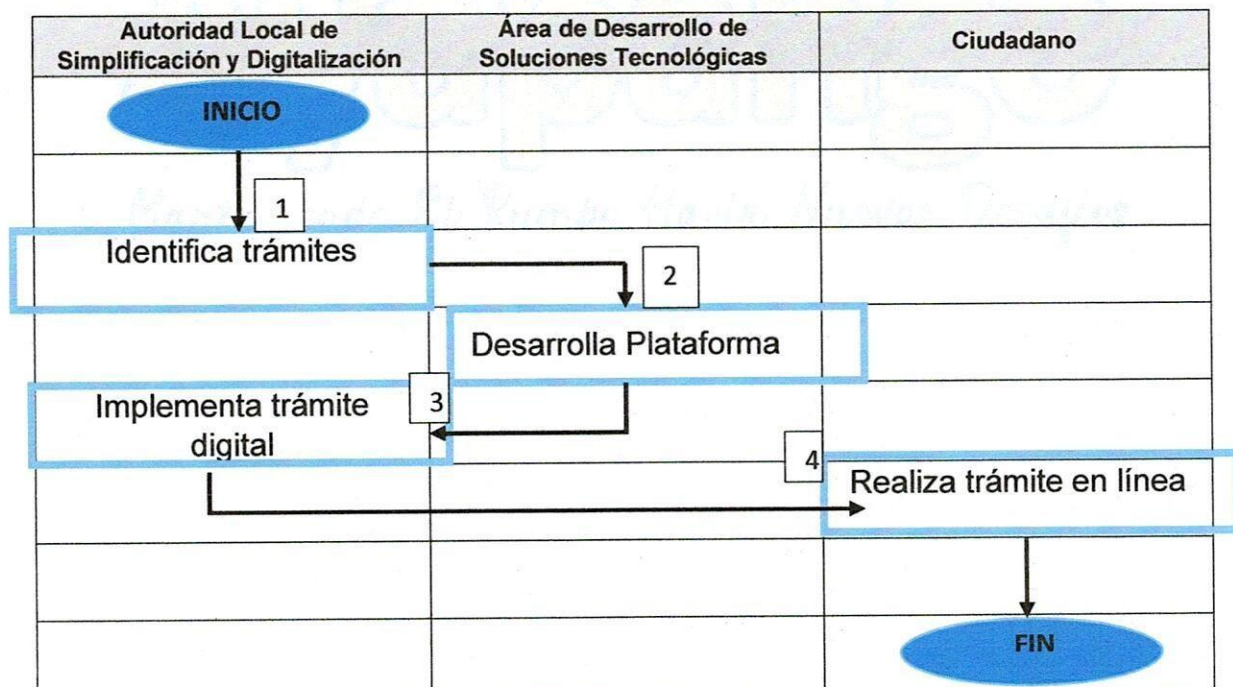 Autoridad Local de
Simplificación y Digitalización
Área de Desarrollo de
Soluciones Tecnológicas
Ciudadano
INICIO
1
Identifica trámites
2
Desarrolla Plataforma
3
Implementa trámite
digital
4
Realiza trámite en línea
FIN